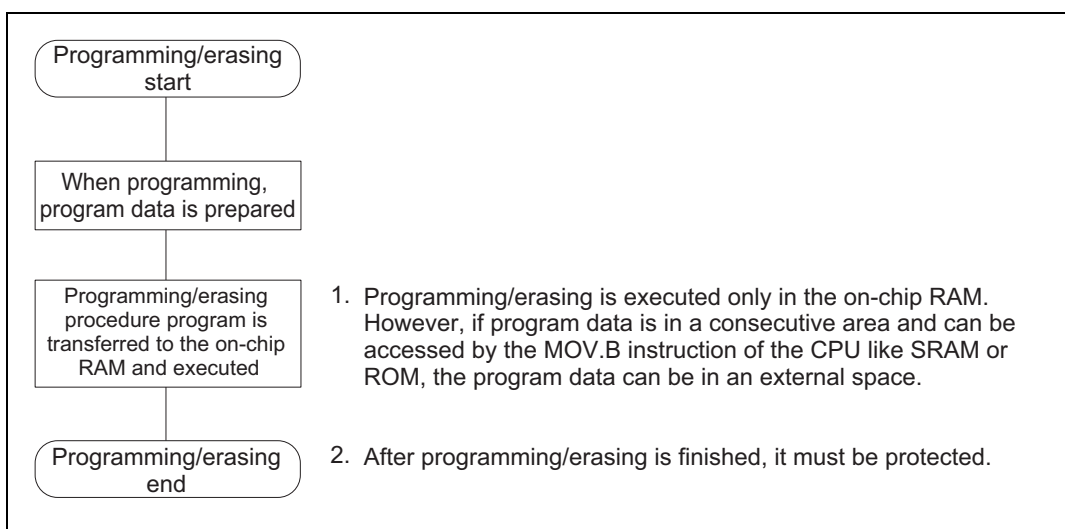 Programming/erasing
start
When programming,
program data is prepared
Programming/erasing
procedure program is
transferred to the on-chip
RAM and executed
1. Programming/erasing is executed only in the on-chip RAM.
However, if program data is in a consecutive area and can be
accessed by the MOV.B instruction of the CPU like SRAM or
ROM, the program data can be in an external space.
Programming/erasing
end
2. After programming/erasing is finished, it must be protected.